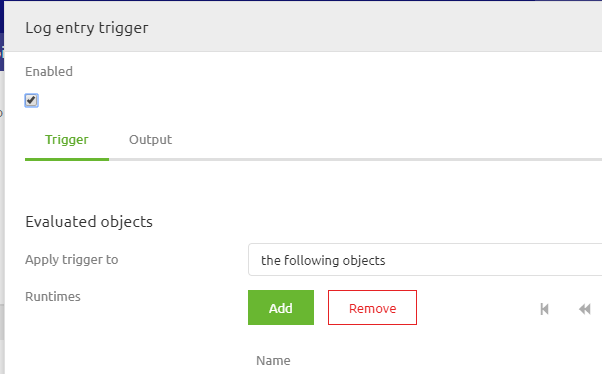 Log entry trigger
Enabled
Trigger Output
Evaluated objects
Apply trigger to the following objects
Runtimes Add Remove
Name